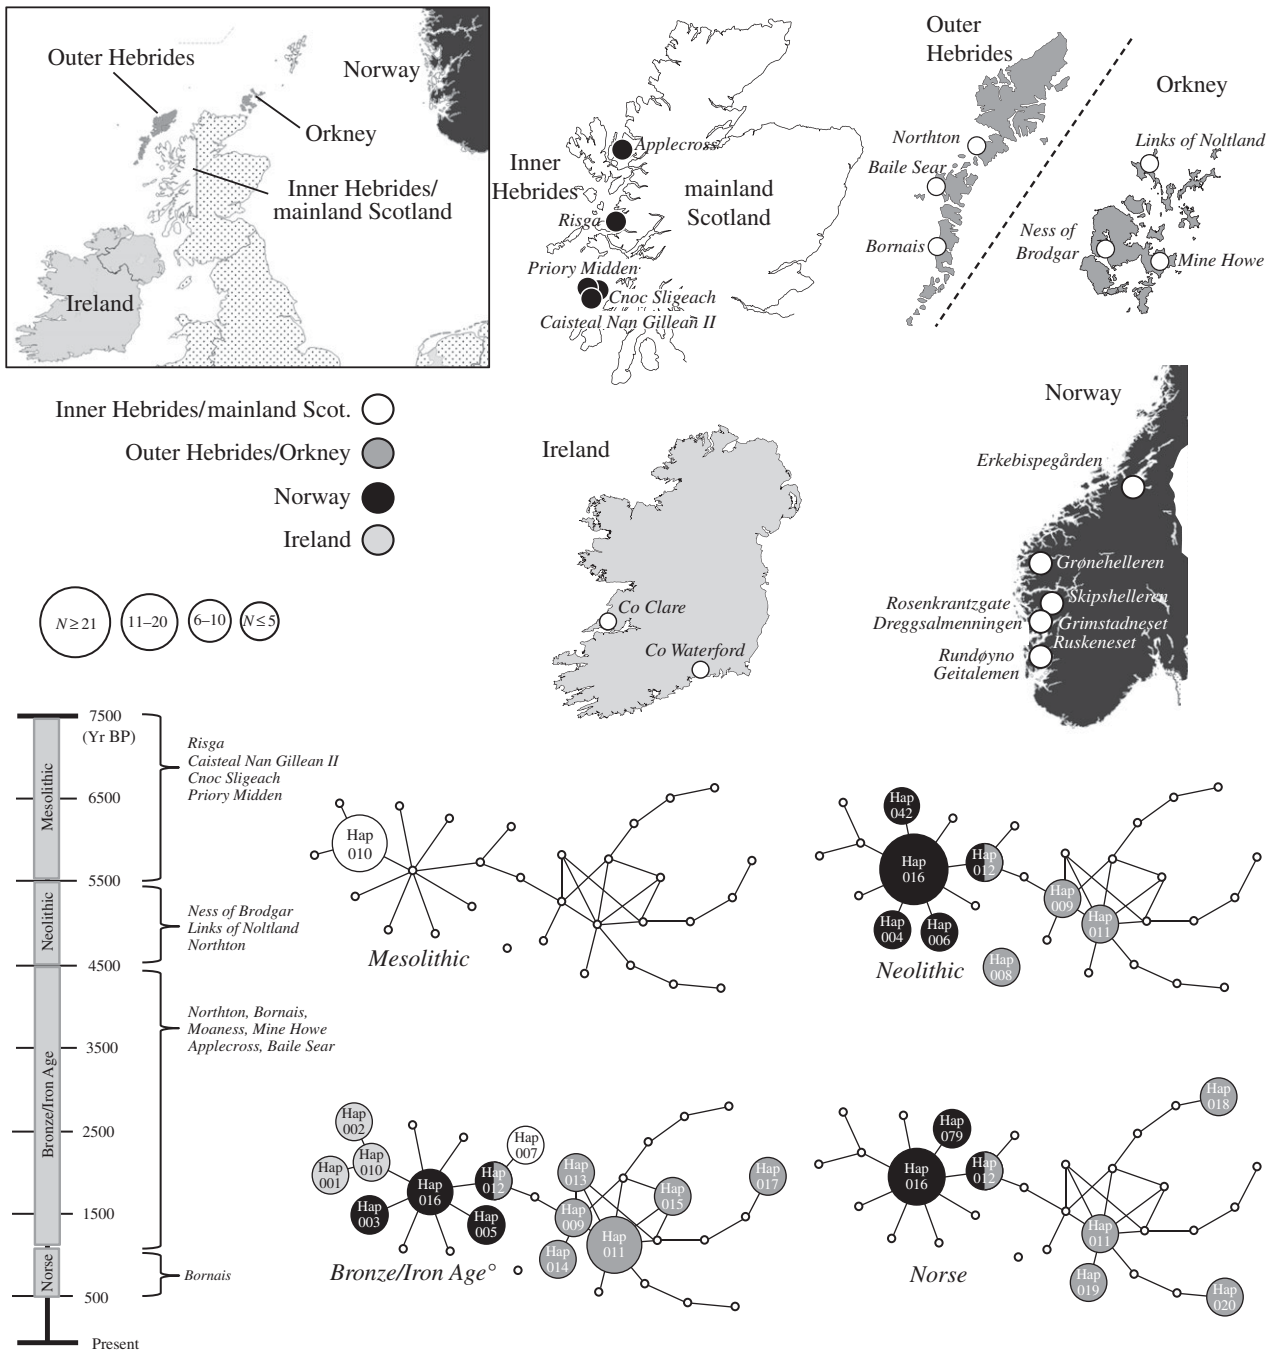 Outer Hebrides
Norway
Orkney
Inner Hebrides/
mainland Scotland
Ireland
Applecross
Inner
Hebrides
mainland
Scotland
Risga
Priory Midden
Cnoc Sligeach
Caisteal Nan Gillean II
Outer
Hebrides
Orkney
Northton
Links of Noltland
Baile Sear
Bornais
Ness of
Brodgar
Mine Howe
Inner Hebrides/mainland Scot.
Outer Hebrides/Orkney
Norway
Ireland
N ≥ 21
11–20
6–10
N ≤ 5
Ireland
Co Clare
Co Waterford
Norway
Erkebispegården
Grønehelleren
Skipshelleren
Rosenkrantzgate
Dreggsalmenningen
Grimstadneset
Ruskeneset
Rundøyno
Geitalemen
7500
(Yr BP)
6500
5500
4500
3500
2500
1500
500
Present
Mesolithic
Neolithic
Bronze/Iron Age
Norse
Risga
Caisteal Nan Gillean II
Cnoc Sligeach
Priory Midden
Ness of Brodgar
Links of Noltland
Northton
Northton, Bornais,
Moaness, Mine Howe
Applecross, Baile Sear
Bornais
Hap
010
Mesolithic
Hap
042
Hap
016
Hap
012
Hap
009
Hap
011
Hap
004
Hap
006
Hap
008
Neolithic
Hap
002
Hap
010
Hap
001
Hap
003
Hap
016
Hap
012
Hap
007
Hap
005
Hap
013
Hap
009
Hap
014
Hap
011
Hap
015
Hap
017
Bronze/Iron Age
Hap
079
Hap
016
Hap
012
Hap
018
Hap
011
Hap
019
Hap
020
Norse